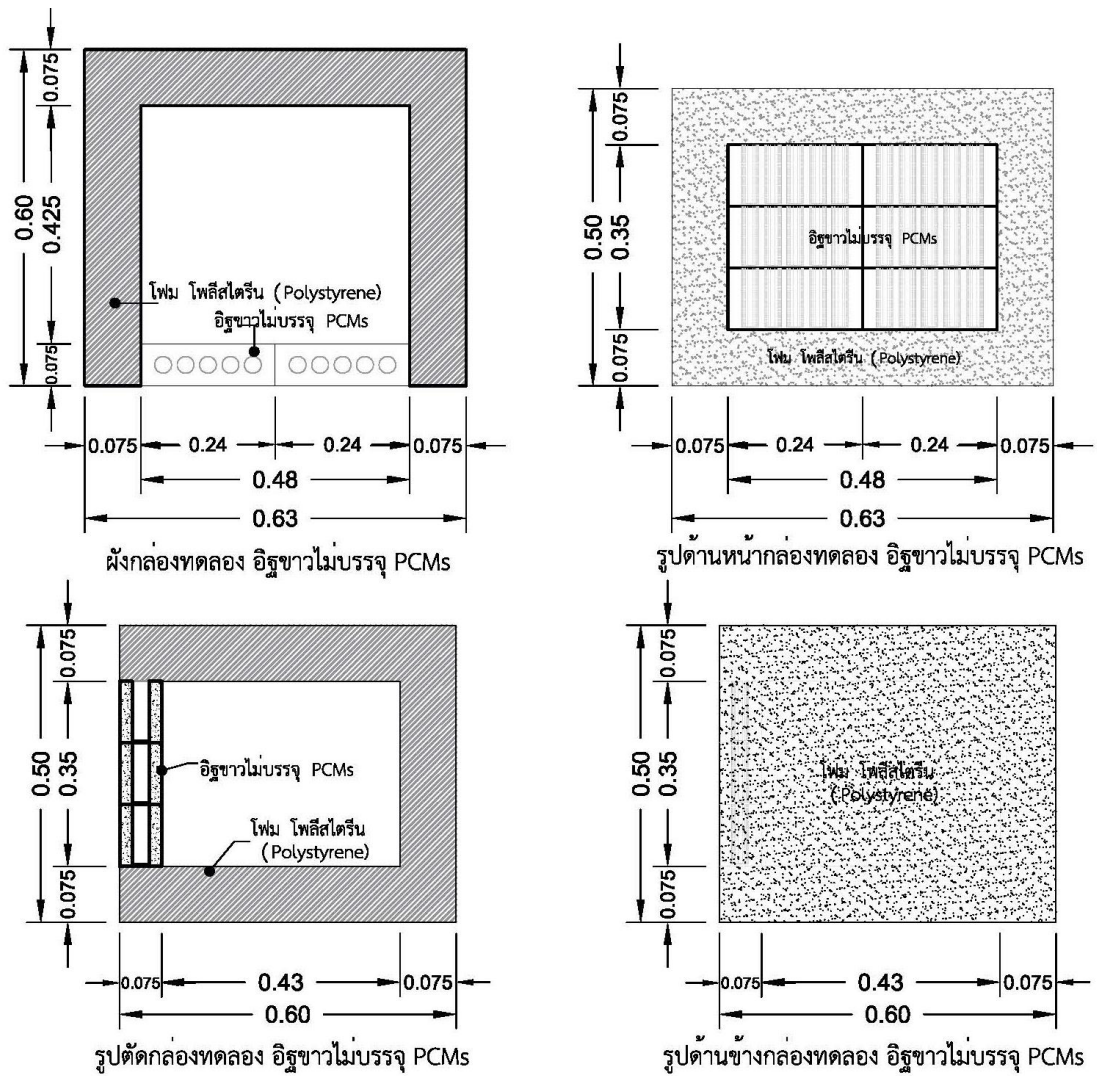 0.075
0.60
0.425
0.075
โฟม โพลีสไตรีน (Polystyrene)
อิฐขาวไม่บรรจุ PCMs
0.075 0.24 0.24 0.075
0.48
0.63
ผังกล่องทดลอง อิฐขาวไม่บรรจุ PCMs
0.075
0.50
0.35
0.075
อิฐขาวไม่บรรจุ PCMs
โฟม โพลีสไตรีน (Polystyrene)
0.075 0.24 0.24 0.075
0.48
0.63
รูปด้านหน้ากล่องทดลอง อิฐขาวไม่บรรจุ PCMs
0.075
0.50
0.35
0.075
อิฐขาวไม่บรรจุ PCMs
โฟม โพลีสไตรีน
(Polystyrene)
0.075 0.43 0.075
0.60
รูปตัดกล่องทดลอง อิฐขาวไม่บรรจุ PCMs
0.075
0.50
0.35
0.075
โฟม โพลีสไตรีน
(Polystyrene)
0.075 0.43 0.075
0.60
รูปด้านข้างกล่องทดลอง อิฐขาวไม่บรรจุ PCMs